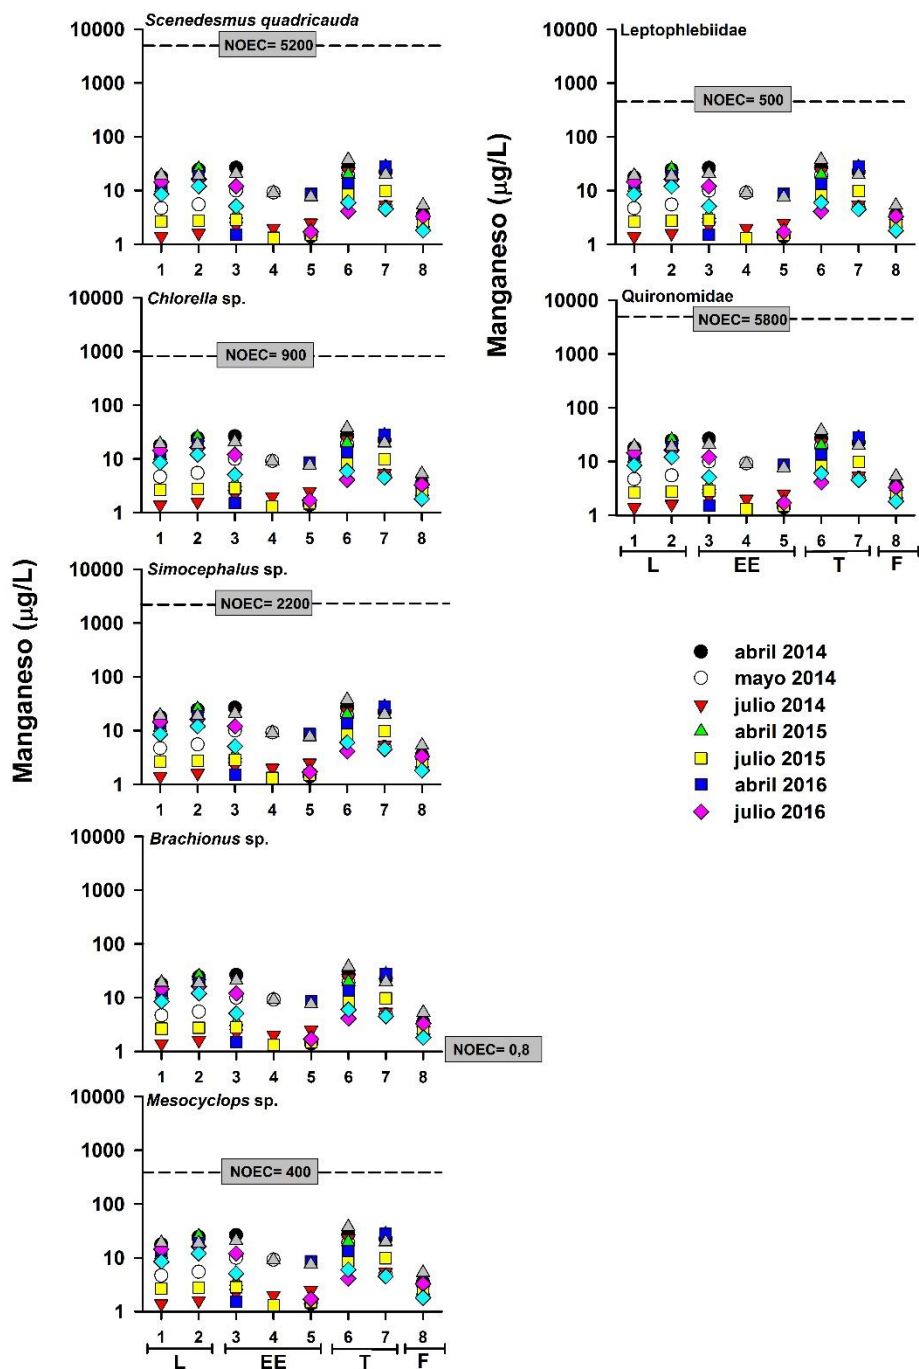 Scenedesmus quadricauda
10000
NOEC= 5200
1000
100
10
1
1 2 3 4 5 6 7 8
Chlorella sp.
10000
1000
NOEC= 900
100
10
1
1 2 3 4 5 6 7 8
Simocephalus sp.
10000
NOEC= 2200
1000
100
10
1
1 2 3 4 5 6 7 8
Brachionus sp.
10000
1000
100
10
1
NOEC= 0,8
1 2 3 4 5 6 7 8
Mesocyclops sp.
10000
1000
NOEC= 400
100
10
1
1 2 3 4 5 6 7 8
L EE T F
Manganeso (µg/L)
Leptophlebiidae
10000
1000
NOEC= 500
100
10
1
1 2 3 4 5 6 7 8
Quironomidae
10000
NOEC= 5800
1000
100
10
1
1 2 3 4 5 6 7 8
L EE T F
Manganeso (µg/L)
abril 2014
mayo 2014
julio 2014
abril 2015
julio 2015
abril 2016
julio 2016